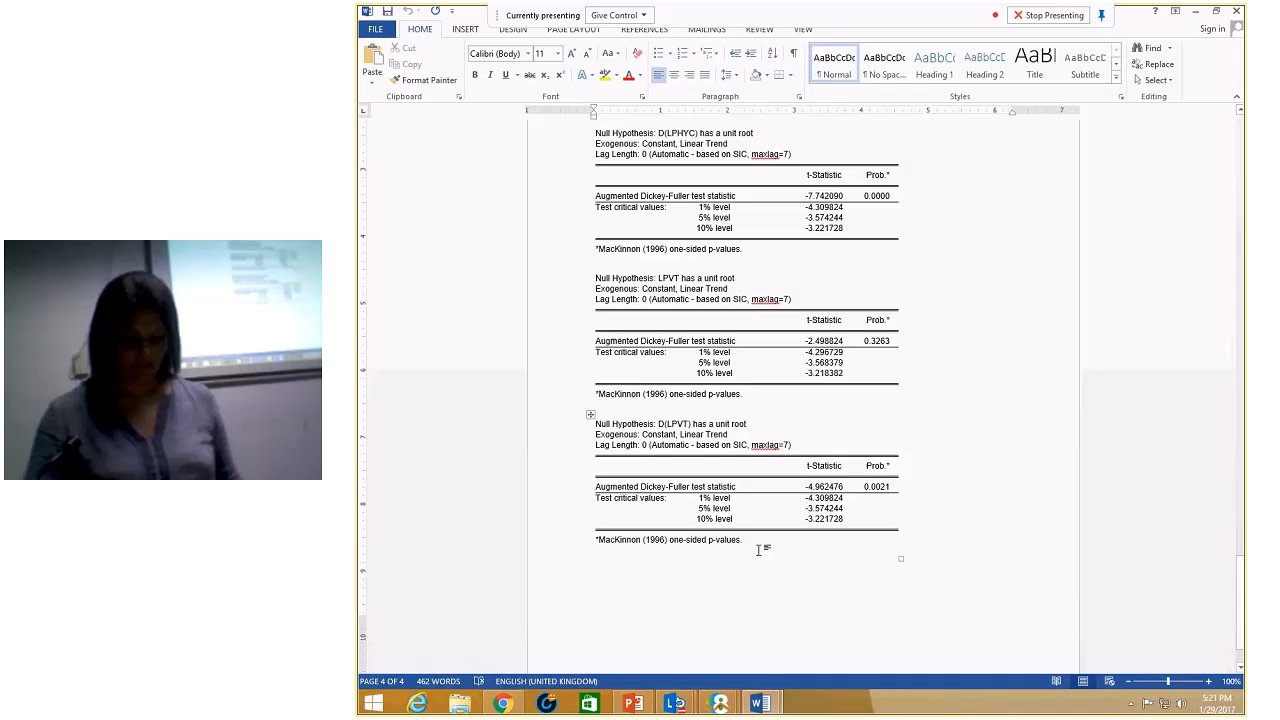 Currently presenting Give Control Stop Presenting
FILE HOME INSERT DESIGN PAGE LAYOUT REFERENCES MAILINGS REVIEW VIEW Sign in
Paste
Cut
Copy
Format Painter
Clipboard
Calibri (Body) 11
Font
Paragraph
AaBbCcDc AaBbCcDc AaBbCc AaBbCcD AaBl AaBbCcD
¶ Normal ¶ No Spac... Heading 1 Heading 2 Title Subtitle
Styles
Find
Replace
Select
Editing
Null Hypothesis: D(LPHYC) has a unit root
Exogenous: Constant, Linear Trend
Lag Length: 0 (Automatic - based on SIC, maxlag=7)
t-Statistic Prob.*
Augmented Dickey-Fuller test statistic -7.742090 0.0000
Test critical values: 1% level -4.309824
5% level -3.574244
10% level -3.221728
*MacKinnon (1996) one-sided p-values.
Null Hypothesis: LPVT has a unit root
Exogenous: Constant, Linear Trend
Lag Length: 0 (Automatic - based on SIC, maxlag=7)
t-Statistic Prob.*
Augmented Dickey-Fuller test statistic -2.498824 0.3263
Test critical values: 1% level -4.296729
5% level -3.568379
10% level -3.218382
*MacKinnon (1996) one-sided p-values.
Null Hypothesis: D(LPVT) has a unit root
Exogenous: Constant, Linear Trend
Lag Length: 0 (Automatic - based on SIC, maxlag=7)
t-Statistic Prob.*
Augmented Dickey-Fuller test statistic -4.962476 0.0021
Test critical values: 1% level -4.309824
5% level -3.574244
10% level -3.221728
*MacKinnon (1996) one-sided p-values.
PAGE 4 OF 4 462 WORDS ENGLISH (UNITED KINGDOM) 100%
5:21 PM
1/29/2017